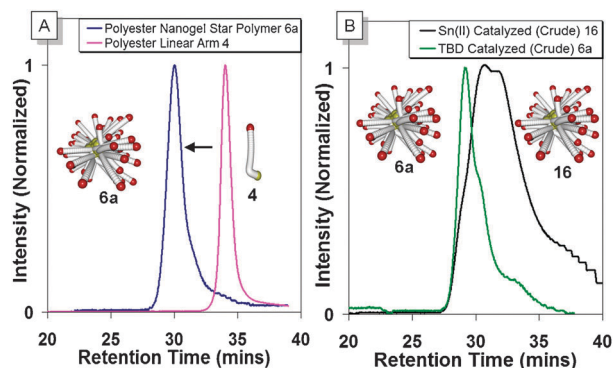 A
Polyester Nanogel Star Polymer 6a
Polyester Linear Arm 4
1
0
Intensity (Normalized)
6a
4
20
30
40
Retention Time (mins)
B
Sn(II) Catalyzed (Crude) 16
TBD Catalyzed (Crude) 6a
1
0
Intensity (Normalized)
6a
16
20
25
30
35
40
Retention Time (mins)